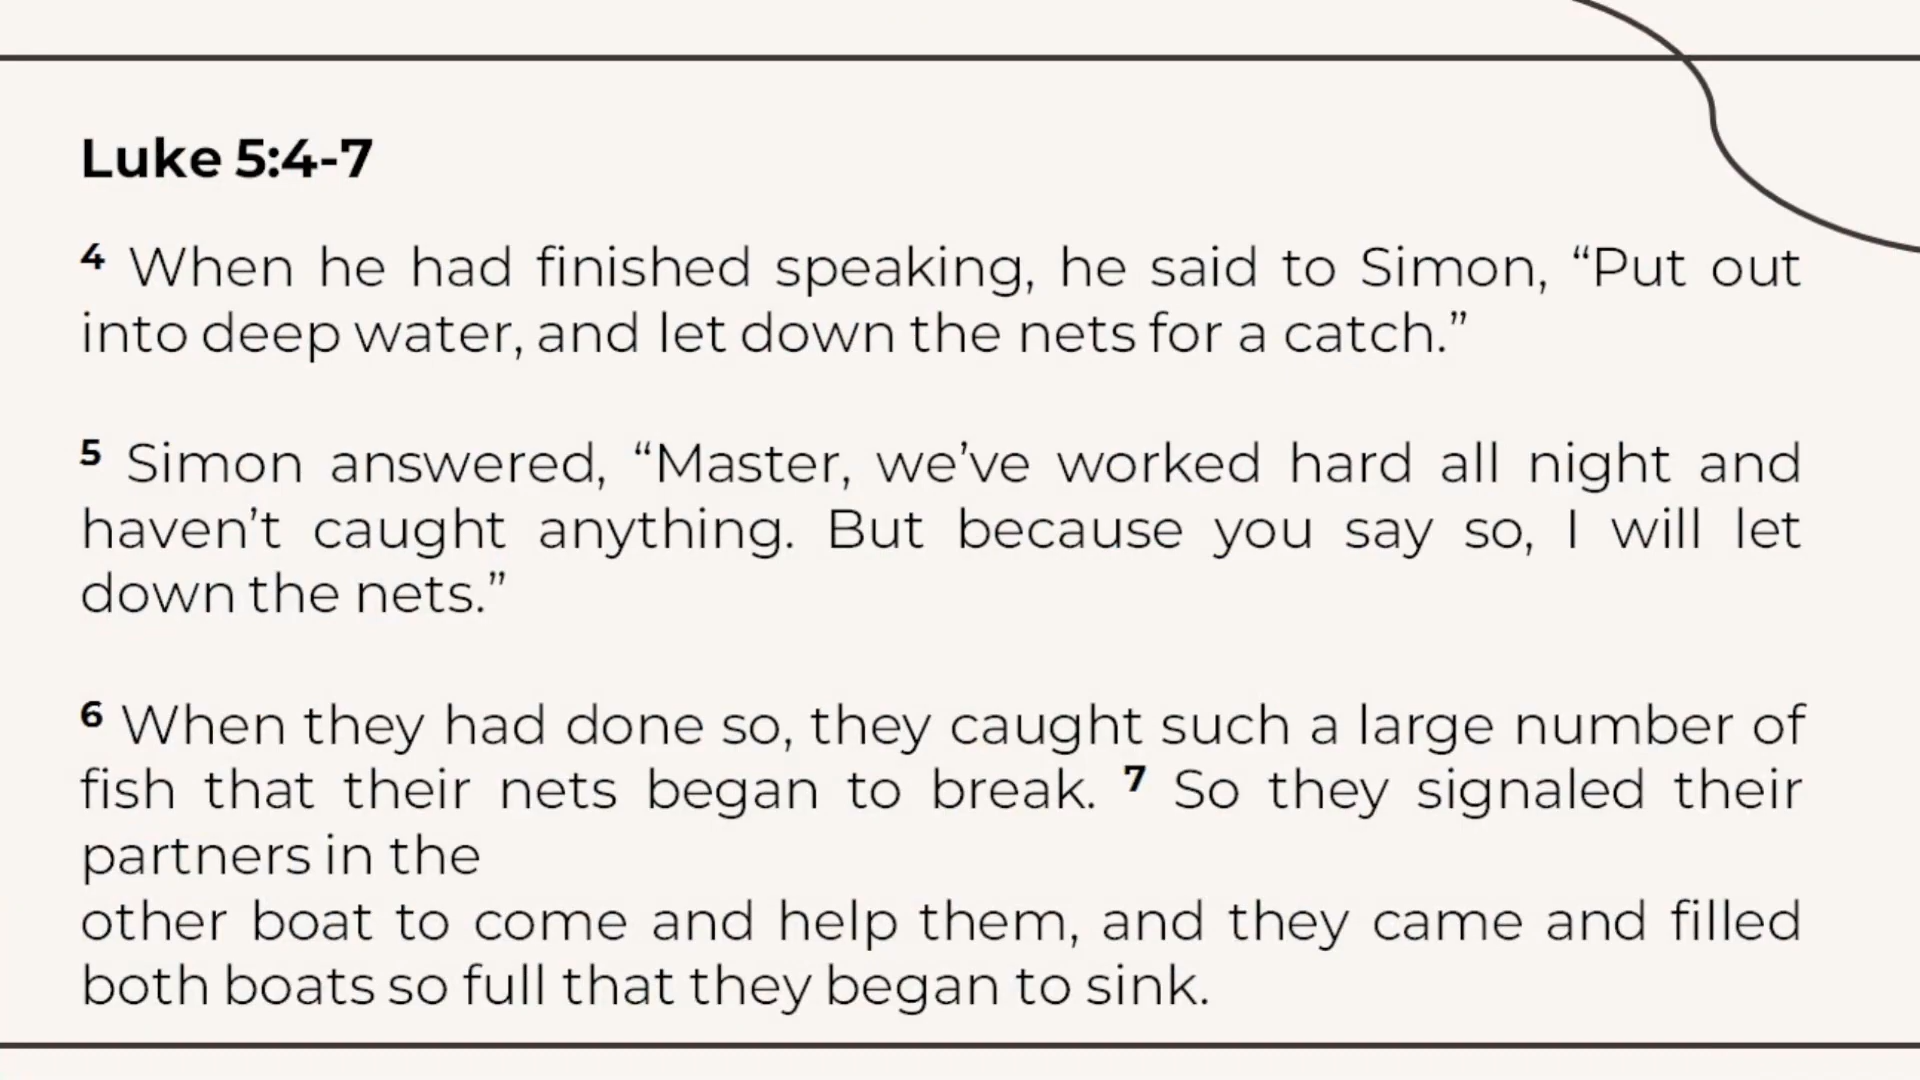 Luke 5:4-7
4 When he had finished speaking, he said to Simon, “Put out
into deep water, and let down the nets for a catch.”
5 Simon answered, “Master, we’ve worked hard all night and
haven’t caught anything. But because you say so, I will let
down the nets.”
6 When they had done so, they caught such a large number of
fish that their nets began to break. 7 So they signaled their
partners in the
other boat to come and help them, and they came and filled
both boats so full that they began to sink.